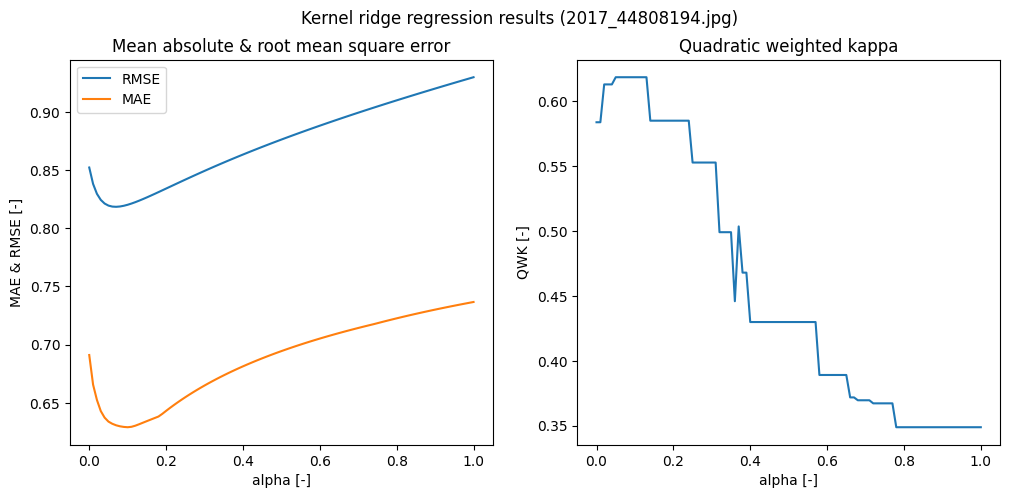 Kernel ridge regression results (2017_44808194.jpg)
Mean absolute & root mean square error
RMSE
MAE
0.90
0.85
0.80
0.75
0.70
0.65
MAE & RMSE [-]
0.0 0.2 0.4 0.6 0.8 1.0
alpha [-]
Quadratic weighted kappa
0.60
0.55
0.50
0.45
0.40
0.35
QWK [-]
0.0 0.2 0.4 0.6 0.8 1.0
alpha [-]